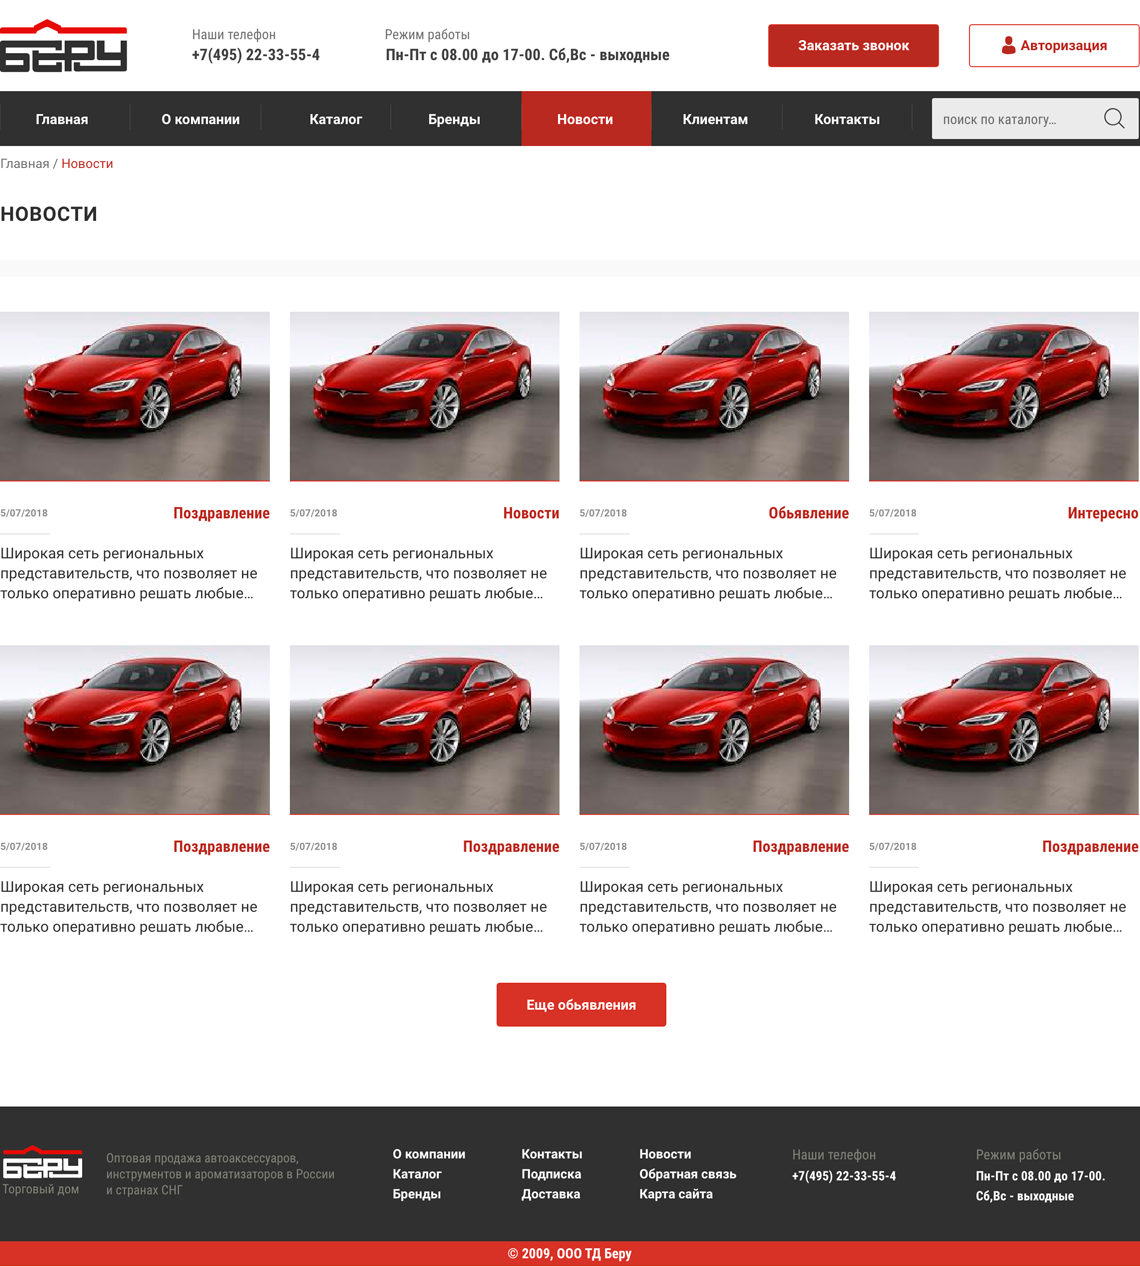 БЕРУ
Наши телефон
+7(495) 22-33-55-4
Режим работы
Пн-Пт с 08.00 до 17-00. Сб,Вс - выходные
Заказать звонок
Авторизация
Главная
О компании
Каталог
Бренды
Новости
Клиентам
Контакты
поиск по каталогу...
Главная / Новости
НОВОСТИ
5/07/2018
Поздравление
Широкая сеть региональных
представительств, что позволяет не
только оперативно решать любые...
5/07/2018
Новости
Широкая сеть региональных
представительств, что позволяет не
только оперативно решать любые...
5/07/2018
Обьявление
Широкая сеть региональных
представительств, что позволяет не
только оперативно решать любые...
5/07/2018
Интересно
Широкая сеть региональных
представительств, что позволяет не
только оперативно решать любые...
5/07/2018
Поздравление
Широкая сеть региональных
представительств, что позволяет не
только оперативно решать любые...
5/07/2018
Поздравление
Широкая сеть региональных
представительств, что позволяет не
только оперативно решать любые...
5/07/2018
Поздравление
Широкая сеть региональных
представительств, что позволяет не
только оперативно решать любые...
5/07/2018
Поздравление
Широкая сеть региональных
представительств, что позволяет не
только оперативно решать любые...
Еще обьявления
БЕРУ
Торговый дом
Оптовая продажа автоаксессуаров,
инструментов и ароматизаторов в России
и странах СНГ
О компании
Каталог
Бренды
Контакты
Подписка
Доставка
Новости
Обратная связь
Карта сайта
Наши телефон
+7(495) 22-33-55-4
Режим работы
Пн-Пт с 08.00 до 17-00.
Сб,Вс - выходные
© 2009, ООО ТД Беру